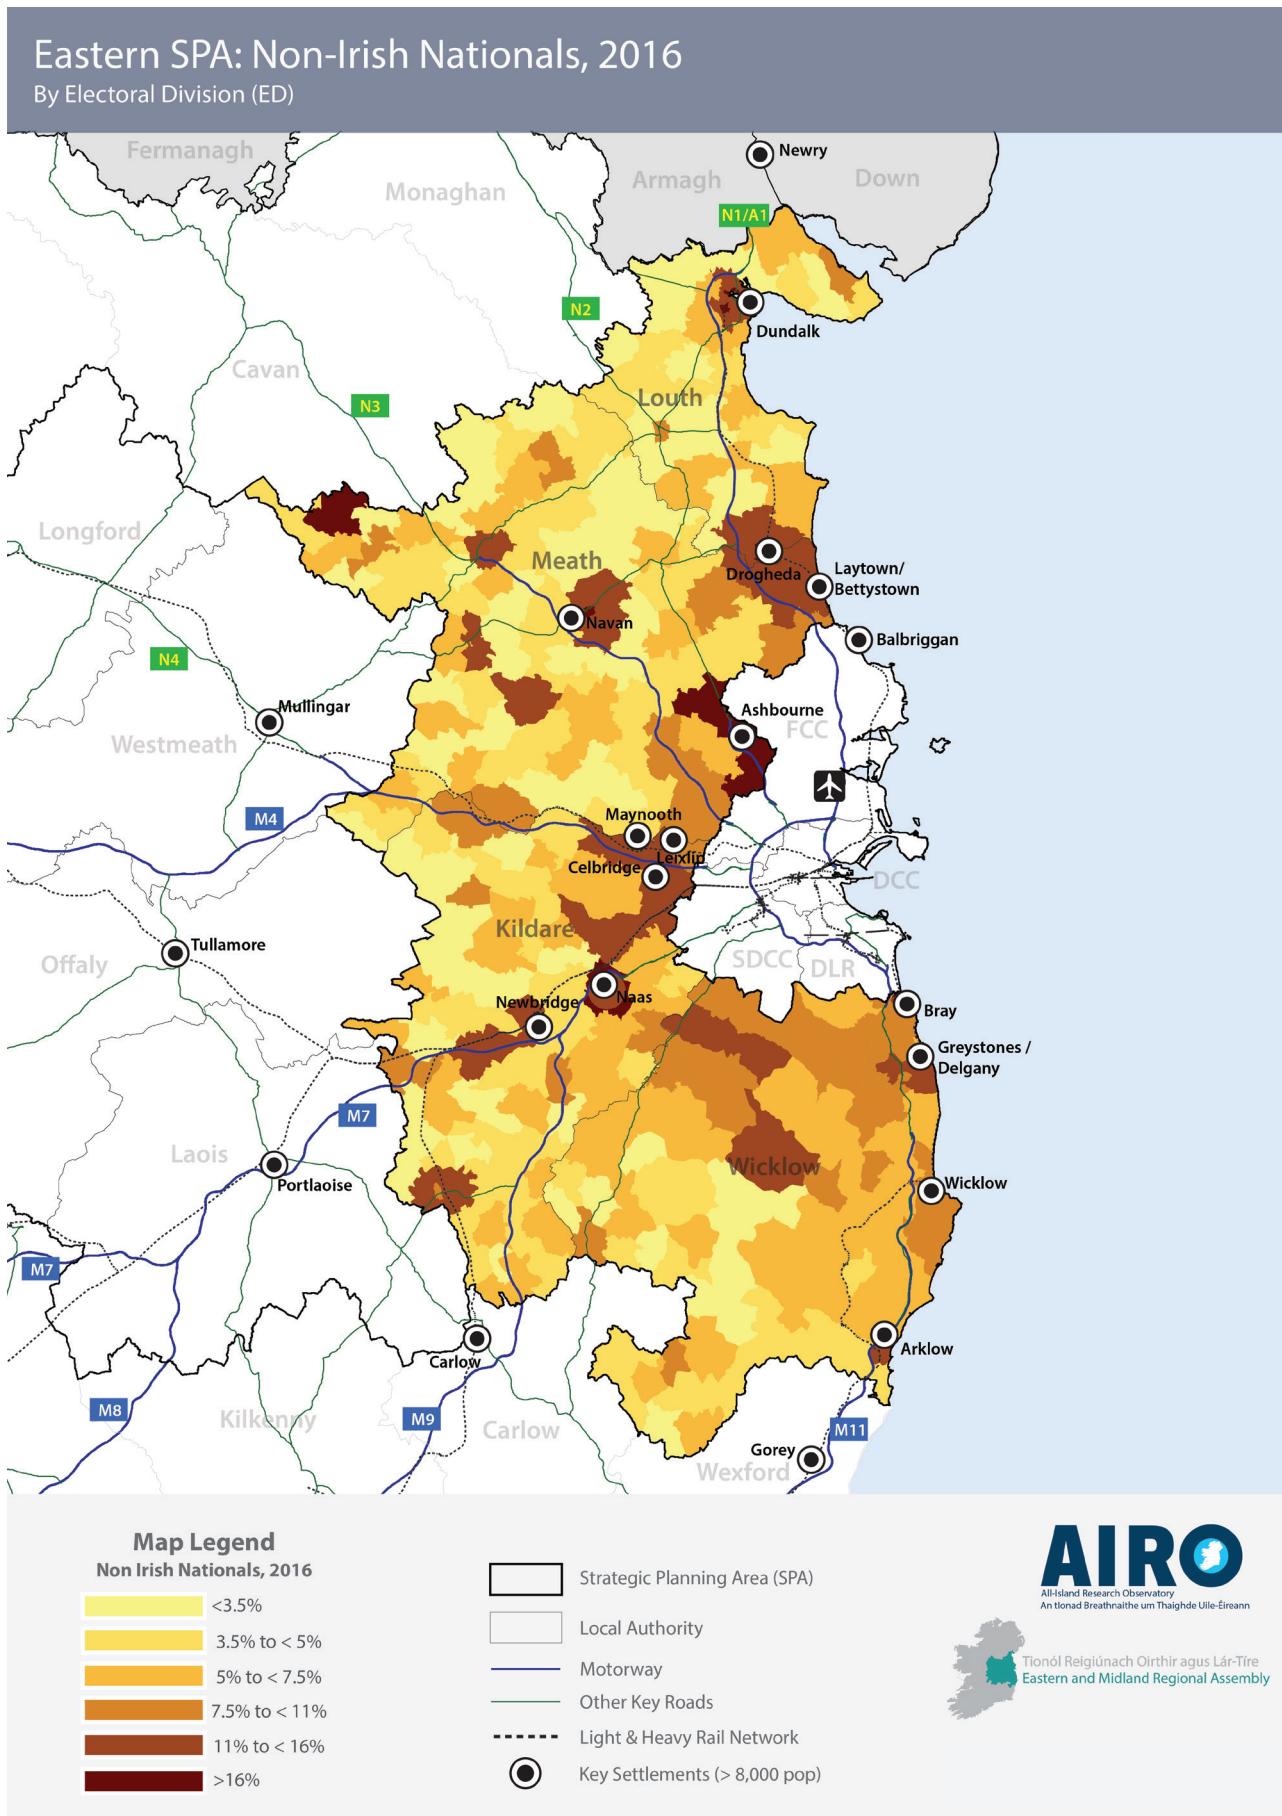 Eastern SPA: Non-Irish Nationals, 2016
By Electoral Division (ED)
Fermanagh
Monaghan
Armagh
Newry
Down
N1/A1
N2
Dundalk
Cavan
N3
Louth
Longford
Meath
Drogheda
Laytown/
Bettystown
Navan
Balbriggan
N4
Mullingar
Ashbourne
FCC
Westmeath
M4
Maynooth
Leixlip
Celbridge
DCC
Kildare
Tullamore
Offaly
SDCC
DLR
Newbridge
Naas
Bray
Greystones /
Delgany
M7
Laois
Wicklow
Portlaoise
Wicklow
M7
Carlow
Arklow
M8
Kilkenny
M9
Carlow
M11
Gorey
Wexford
Map Legend
Non Irish Nationals, 2016
<3.5%
3.5% to < 5%
5% to < 7.5%
7.5% to < 11%
11% to < 16%
>16%
Strategic Planning Area (SPA)
Local Authority
Motorway
Other Key Roads
Light & Heavy Rail Network
Key Settlements (> 8,000 pop)
AIRO
All-Island Research Observatory
An tIonad Breathnaithe um Thaighde Uile-Éireann
Tionól Reigiúnach Oirthir agus Lár-Tíre
Eastern and Midland Regional Assembly